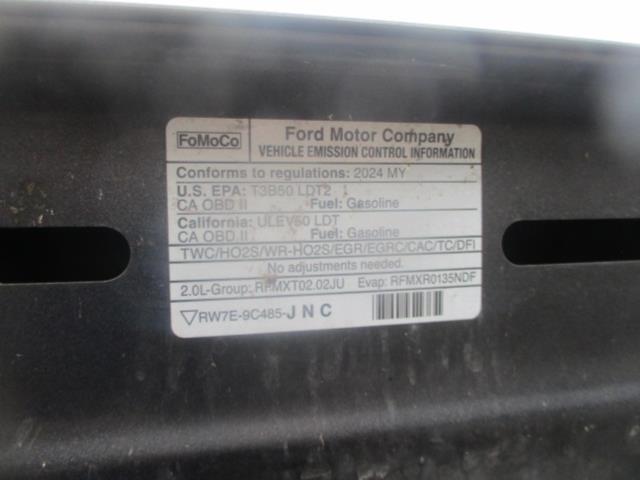 FoMoCo
Ford Motor Company
VEHICLE EMISSION CONTROL INFORMATION
Conforms to regulations: 2024 MY
U.S. EPA: T3B50 LDT2
CA OBD II Fuel: Gasoline
California: ULEV50 LDT
CA OBD II Fuel: Gasoline
TWC/HO2S/WR-HO2S/EGR/EGRC/CAC/TC/DFI
No adjustments needed.
2.0L-Group: RFMXT02.02JU Evap: RFMXR0135NDF
RW7E-9C485-J N C